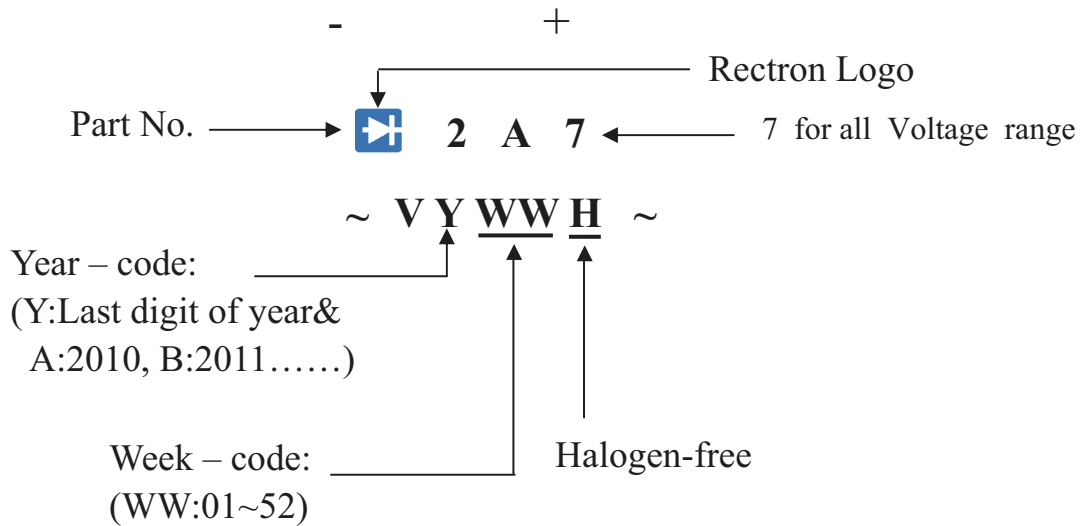 - +
Rectron Logo
Part No. 2 A 7 7 for all Voltage range
~ V Y WW H ~
Year – code:
(Y:Last digit of year&
A:2010, B:2011……)
Week – code:
(WW:01~52)
Halogen-free